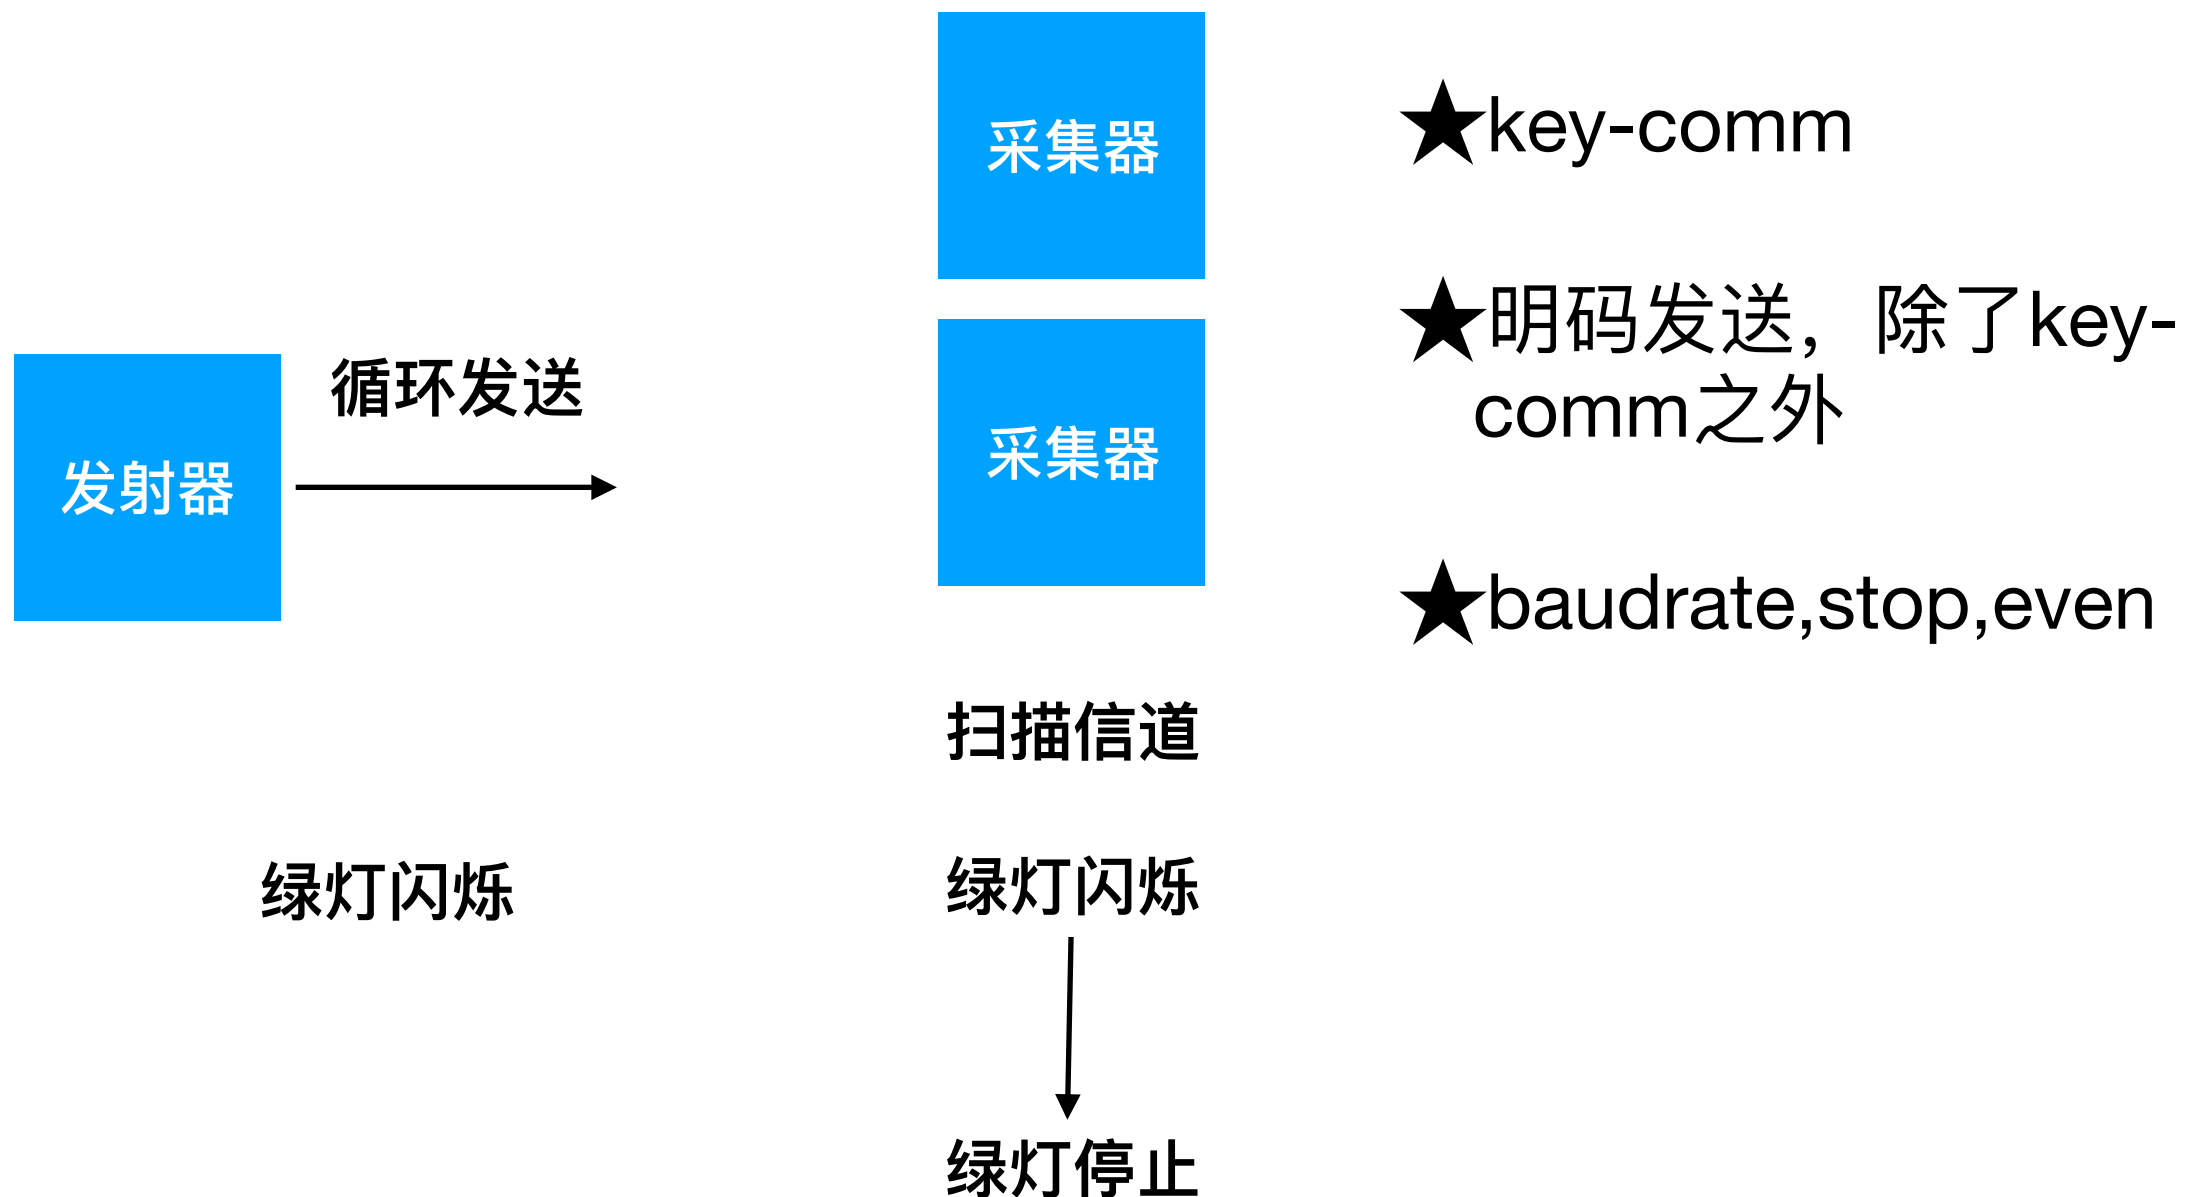 采集器
★key-comm
明码发送，除了key-
comm之外
采集器
循环发送
发射器
★baudrate,stop,even
扫描信道
绿灯闪烁
绿灯闪烁
绿灯停止